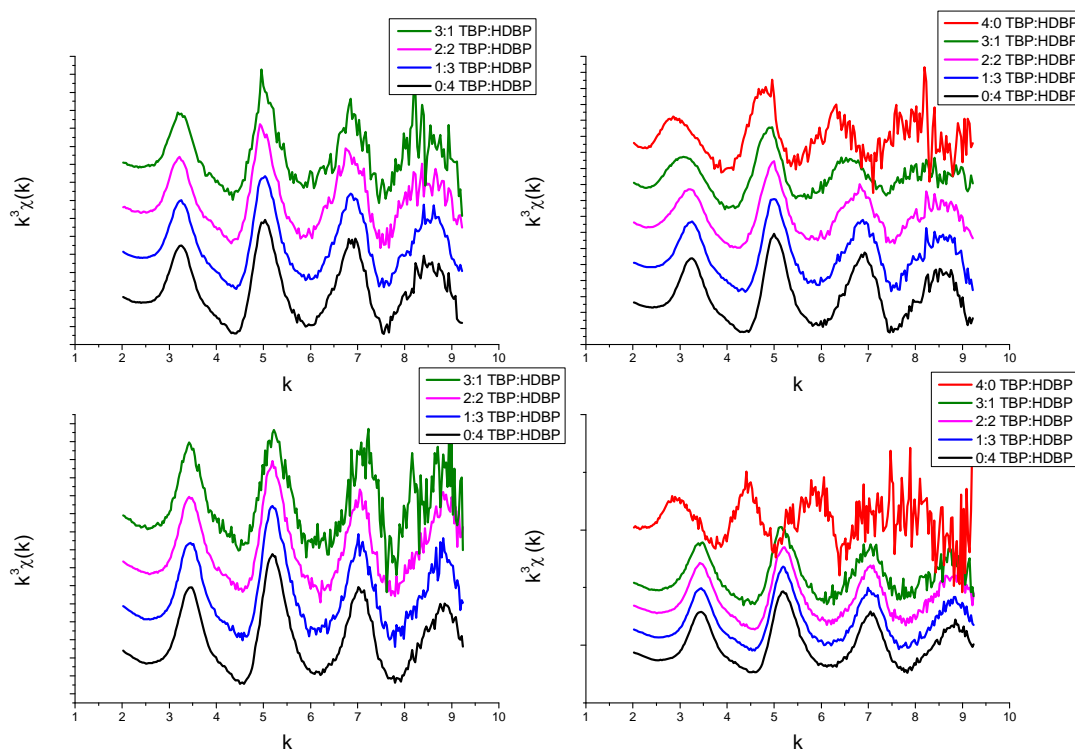 3:1 TBP:HDBP
2:2 TBP:HDBP
1:3 TBP:HDBP
0:4 TBP:HDBP
k³χ(k)
1 2 3 4 5 6 7 8 9 10
k
4:0 TBP:HDBP
3:1 TBP:HDBP
2:2 TBP:HDBP
1:3 TBP:HDBP
0:4 TBP:HDBP
k³χ(k)
1 2 3 4 5 6 7 8 9 10
k
3:1 TBP:HDBP
2:2 TBP:HDBP
1:3 TBP:HDBP
0:4 TBP:HDBP
k³χ(k)
1 2 3 4 5 6 7 8 9 10
k
4:0 TBP:HDBP
3:1 TBP:HDBP
2:2 TBP:HDBP
1:3 TBP:HDBP
0:4 TBP:HDBP
k³χ (k)
1 2 3 4 5 6 7 8 9 10
k